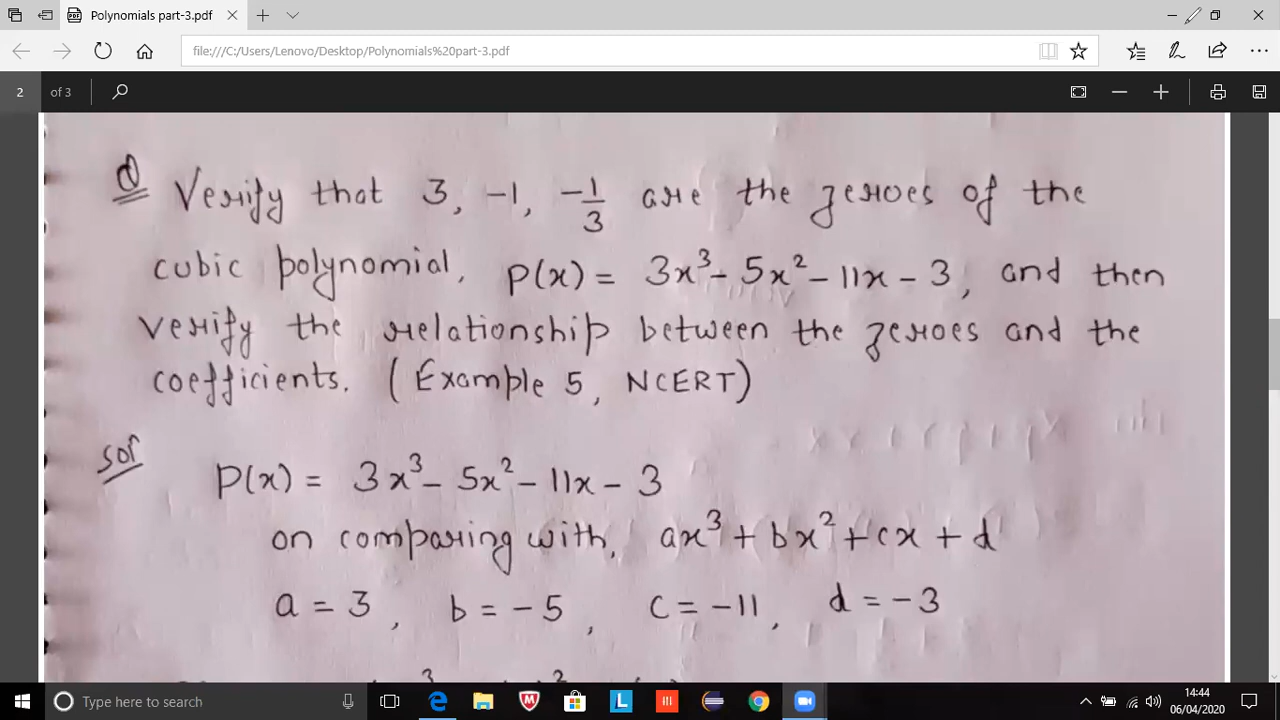 Polynomials part-3.pdf
file:///C:/Users/Lenovo/Desktop/Polynomials%20part-3.pdf
2 of 3
Q Verify that 3, -1, -1/3 are the zeroes of the
cubic polynomial, p(x) = 3x³ - 5x² - 11x - 3, and then
verify the relationship between the zeroes and the
coefficients. (Example 5, NCERT)
Solⁿ
P(x) = 3x³ - 5x² - 11x - 3
on comparing with, ax³ + bx² + cx + d
a = 3, b = -5, c = -11, d = -3
Type here to search
14:44
06/04/2020